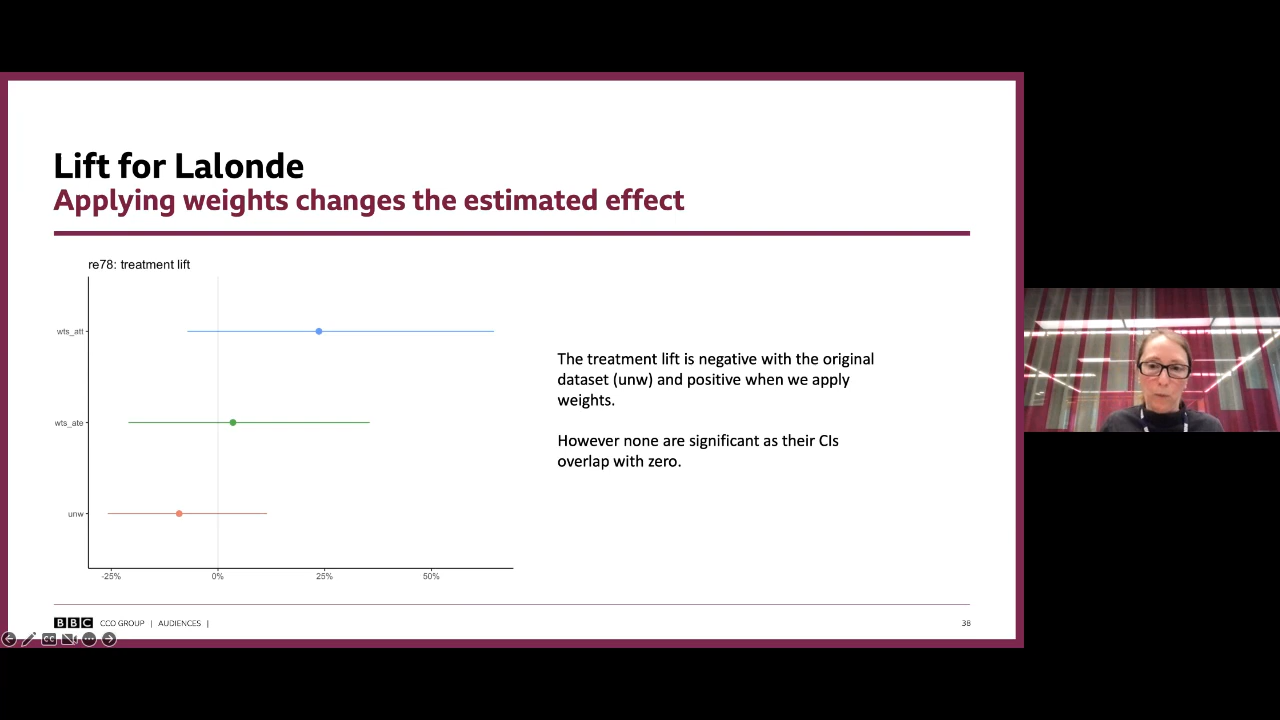 Lift for Lalonde
Applying weights changes the estimated effect
re78: treatment lift
wts_att
wts_ate
unw
-25%
0%
25%
50%
The treatment lift is negative with the original
dataset (unw) and positive when we apply
weights.
However none are significant as their CIs
overlap with zero.
BBC CCO GROUP | AUDIENCES |
38
CC